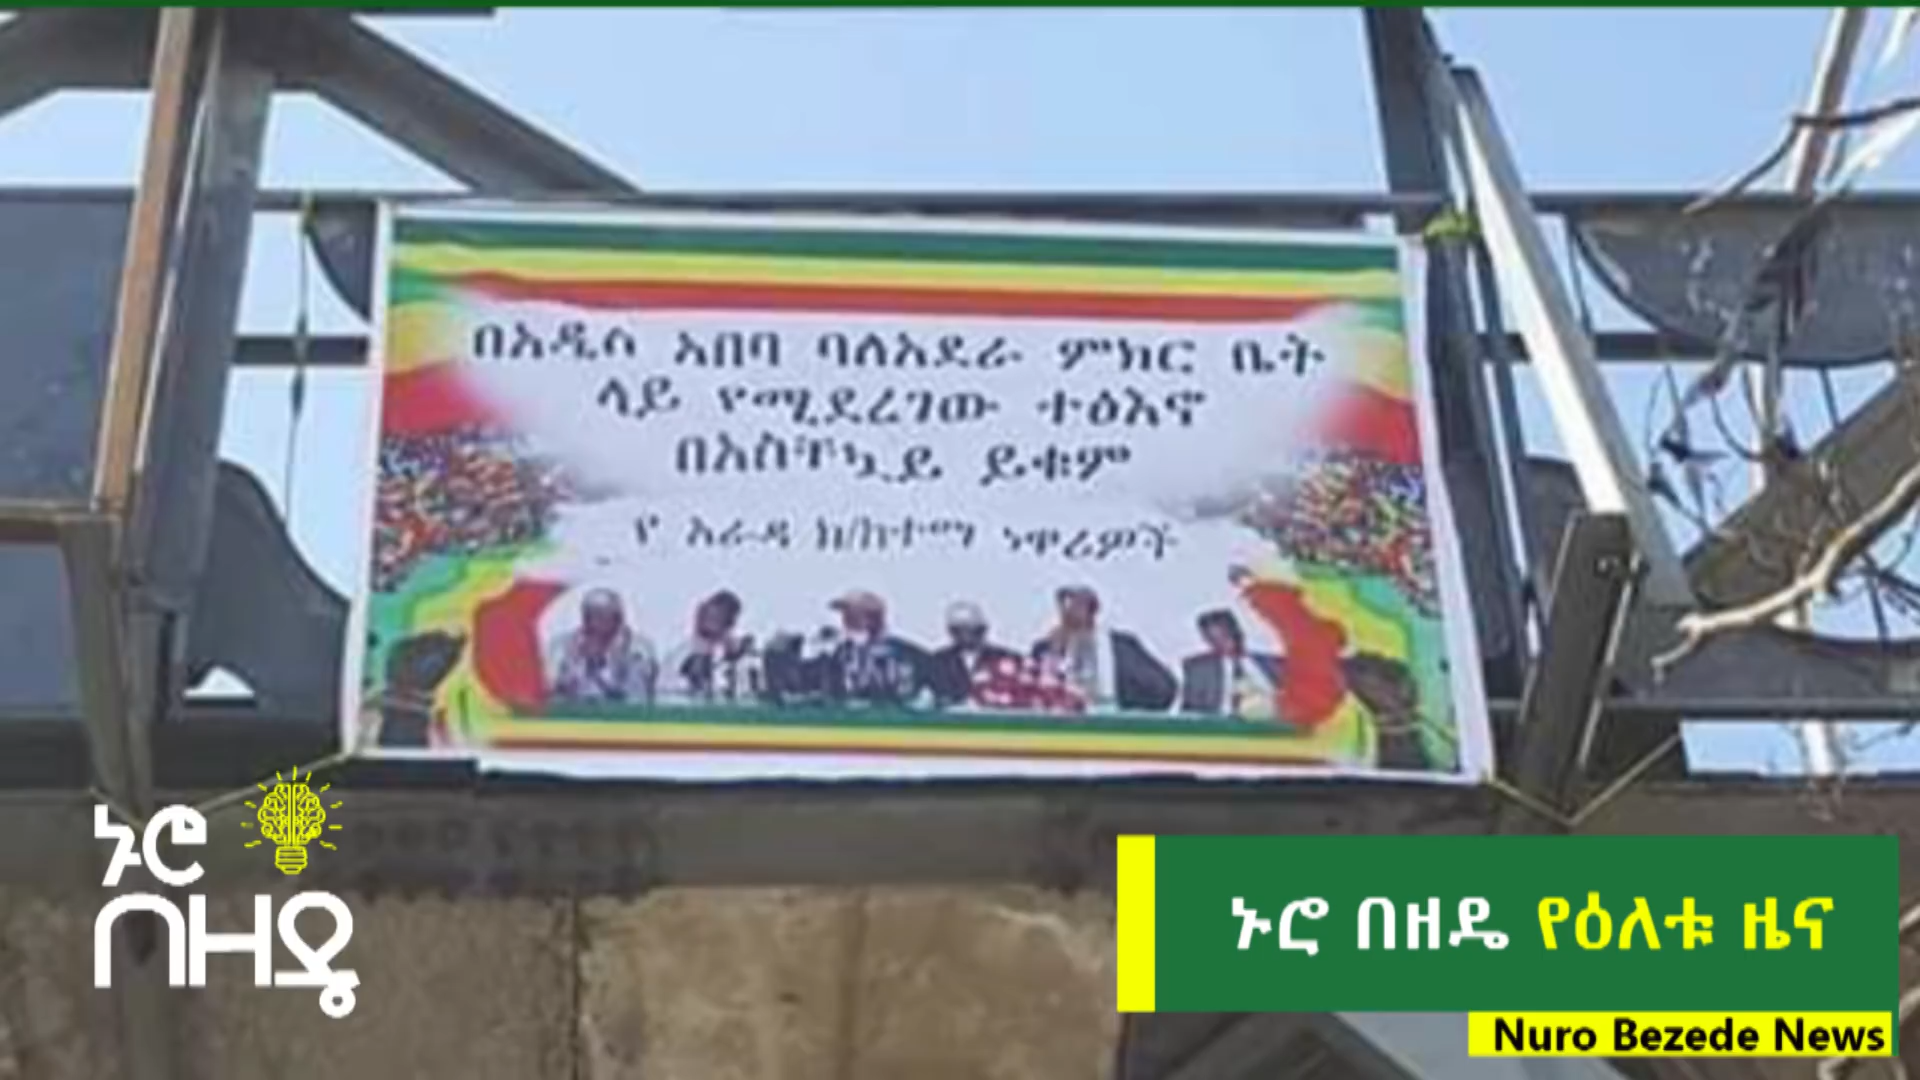 በአዲስ አበባ ባለአደራ ምክር ቤት
ላይ የሚደረገው ተፅእኖ
በአስቸኳይ ይቁም
የ አራዳ ክ/ከተማ ነዋሪዎች
ኑሮ
በዘዴ
ኑሮ በዘዴ የዕለቱ ዜና
Nuro Bezede News